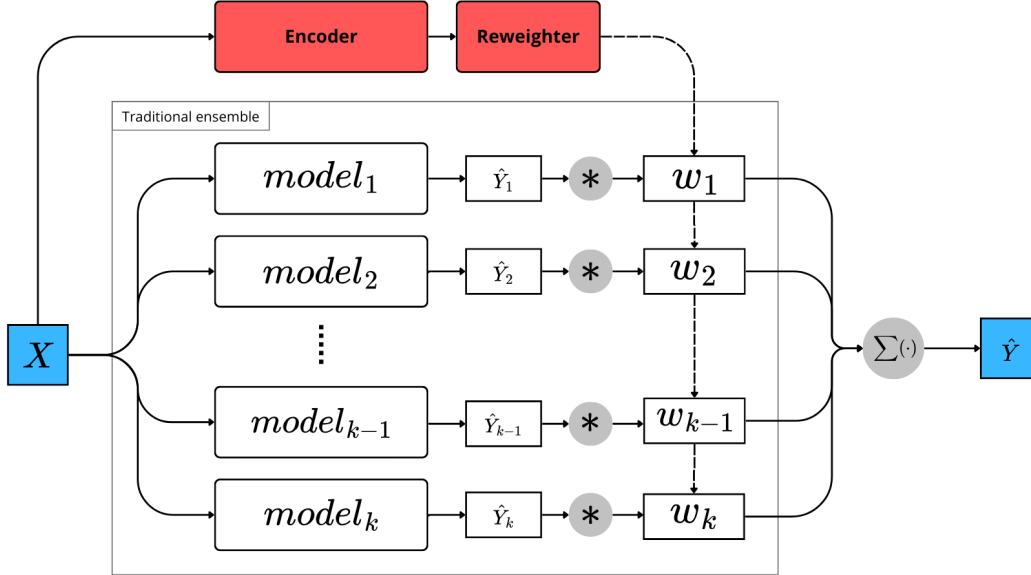 Encoder
Reweighter
Traditional ensemble
model₁
Ŷ₁
*
w₁
model₂
Ŷ₂
*
w₂
X
∑(·)
Ŷ
modelₖ₋₁
Ŷₖ₋₁
*
wₖ₋₁
modelₖ
Ŷₖ
*
wₖ